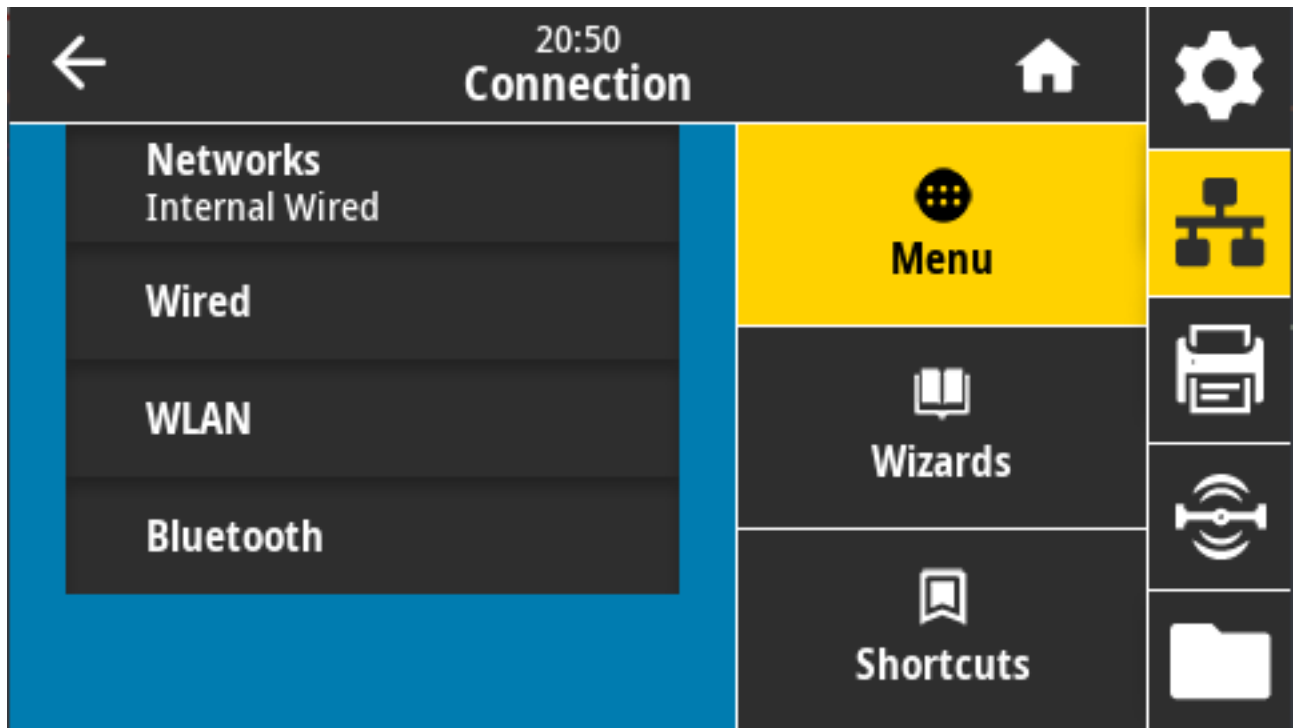 20:50
Connection
Networks
Internal Wired
Wired
WLAN
Bluetooth
Menu
Wizards
Shortcuts